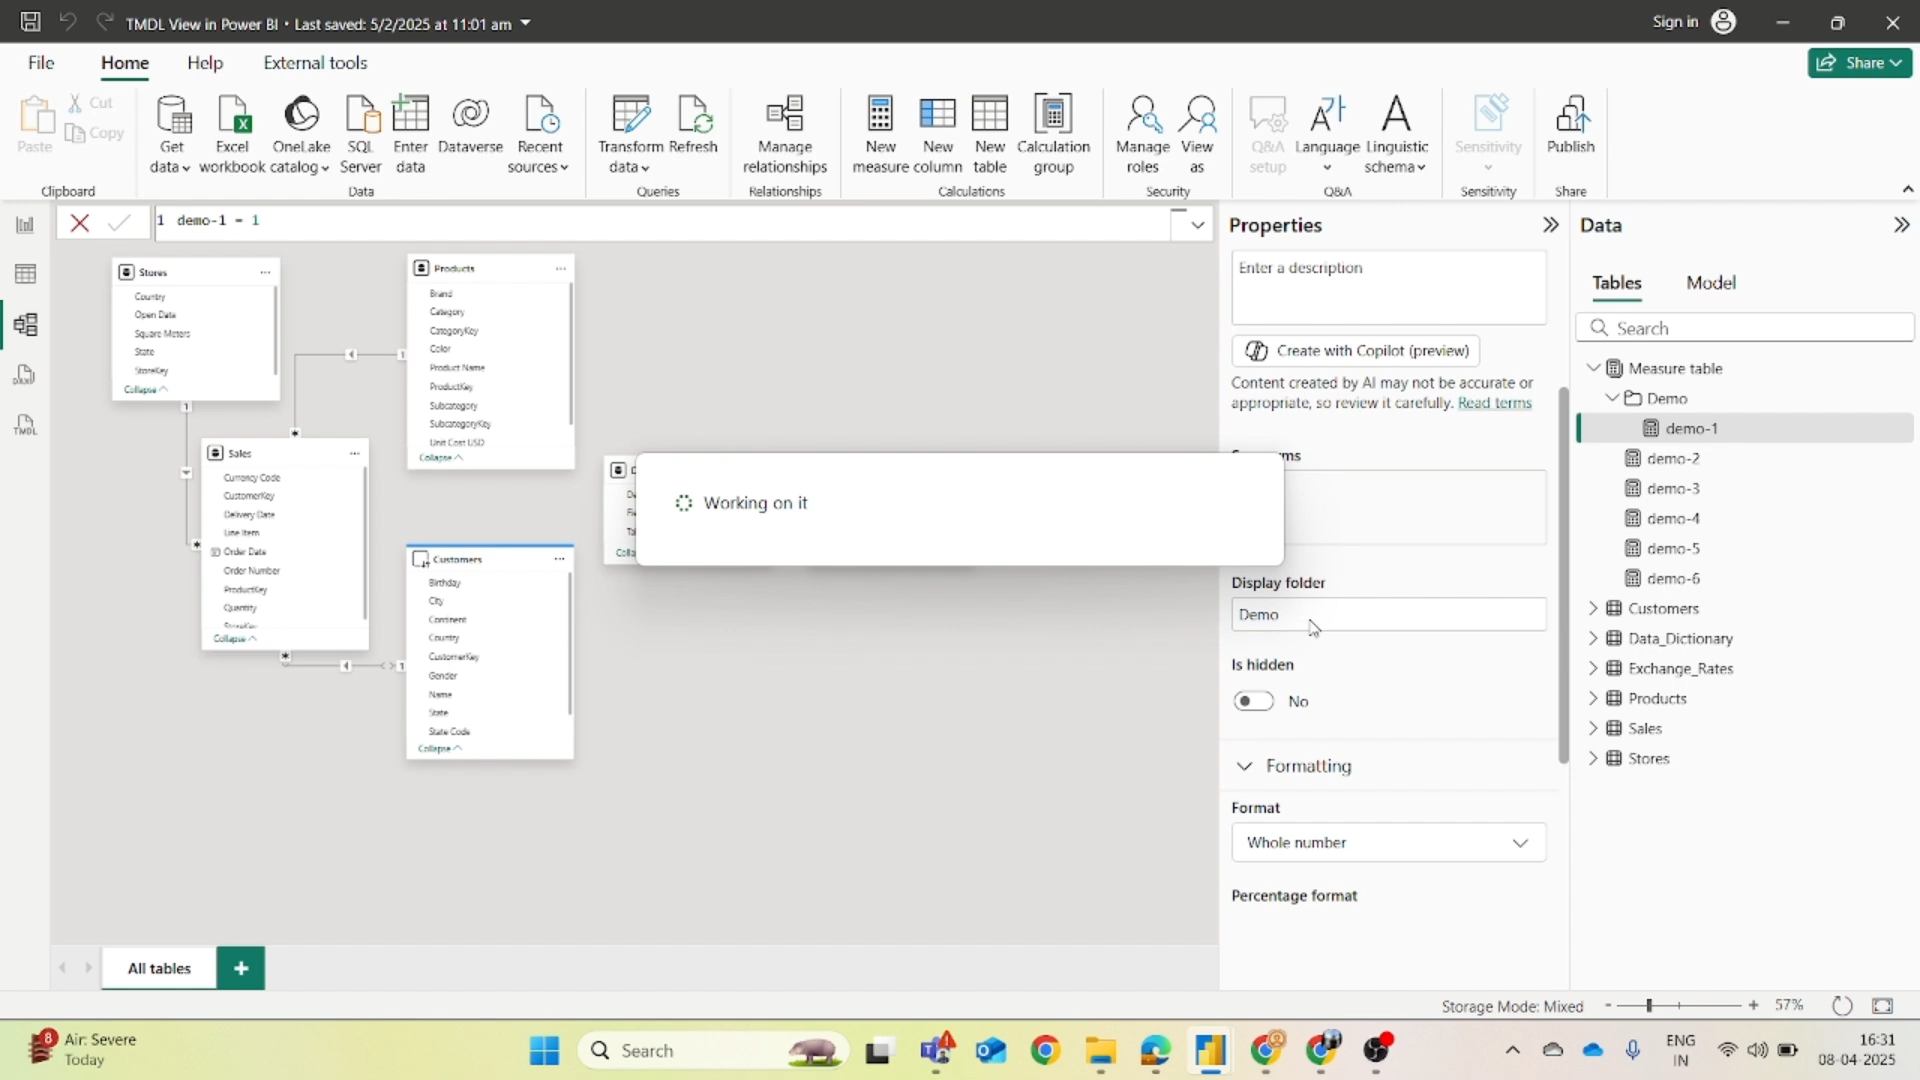 TMDL View in Power BI • Last saved: 5/2/2025 at 11:01 am
Sign in
File
Home
Help
External tools
Share
Paste
Cut
Copy
Clipboard
Get data
Excel workbook
OneLake catalog
SQL Server
Enter data
Dataverse
Recent sources
Data
Transform data
Refresh
Queries
Manage relationships
Relationships
New measure
New column
New table
Calculation group
Calculations
Manage roles
View as
Security
Q&A setup
Language
Linguistic schema
Q&A
Sensitivity
Sensitivity
Publish
Share
1 demo-1 = 1
Stores
Country
Open Date
Square Meters
State
StoreKey
Collapse
Products
Brand
Category
CategoryKey
Color
Product Name
ProductKey
Subcategory
SubcategoryKey
Unit Cost USD
Collapse
1
1
*
*
Sales
Currency Code
CustomerKey
Delivery Date
Line Item
Order Date
Order Number
ProductKey
Quantity
StoreKey
Collapse
*
1
Customers
Birthday
City
Continent
Country
CustomerKey
Gender
Name
State
State Code
Collapse
Working on it
Properties
Enter a description
Create with Copilot (preview)
Content created by AI may not be accurate or
appropriate, so review it carefully. Read terms
Display folder
Demo
Is hidden
No
Formatting
Format
Whole number
Percentage format
Data
Tables
Model
Search
Measure table
Demo
demo-1
demo-2
demo-3
demo-4
demo-5
demo-6
Customers
Data_Dictionary
Exchange_Rates
Products
Sales
Stores
TMDL
All tables
+
Storage Mode: Mixed
- + 57%
8
Air: Severe
Today
Search
ENG
IN
16:31
08-04-2025